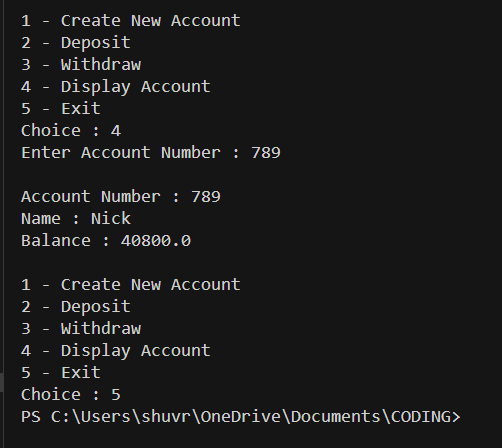 1 - Create New Account
2 - Deposit
3 - Withdraw
4 - Display Account
5 - Exit
Choice : 4
Enter Account Number : 789
Account Number : 789
Name : Nick
Balance : 40800.0
1 - Create New Account
2 - Deposit
3 - Withdraw
4 - Display Account
5 - Exit
Choice : 5
PS C:\Users\shuvr\OneDrive\Documents\CODING>